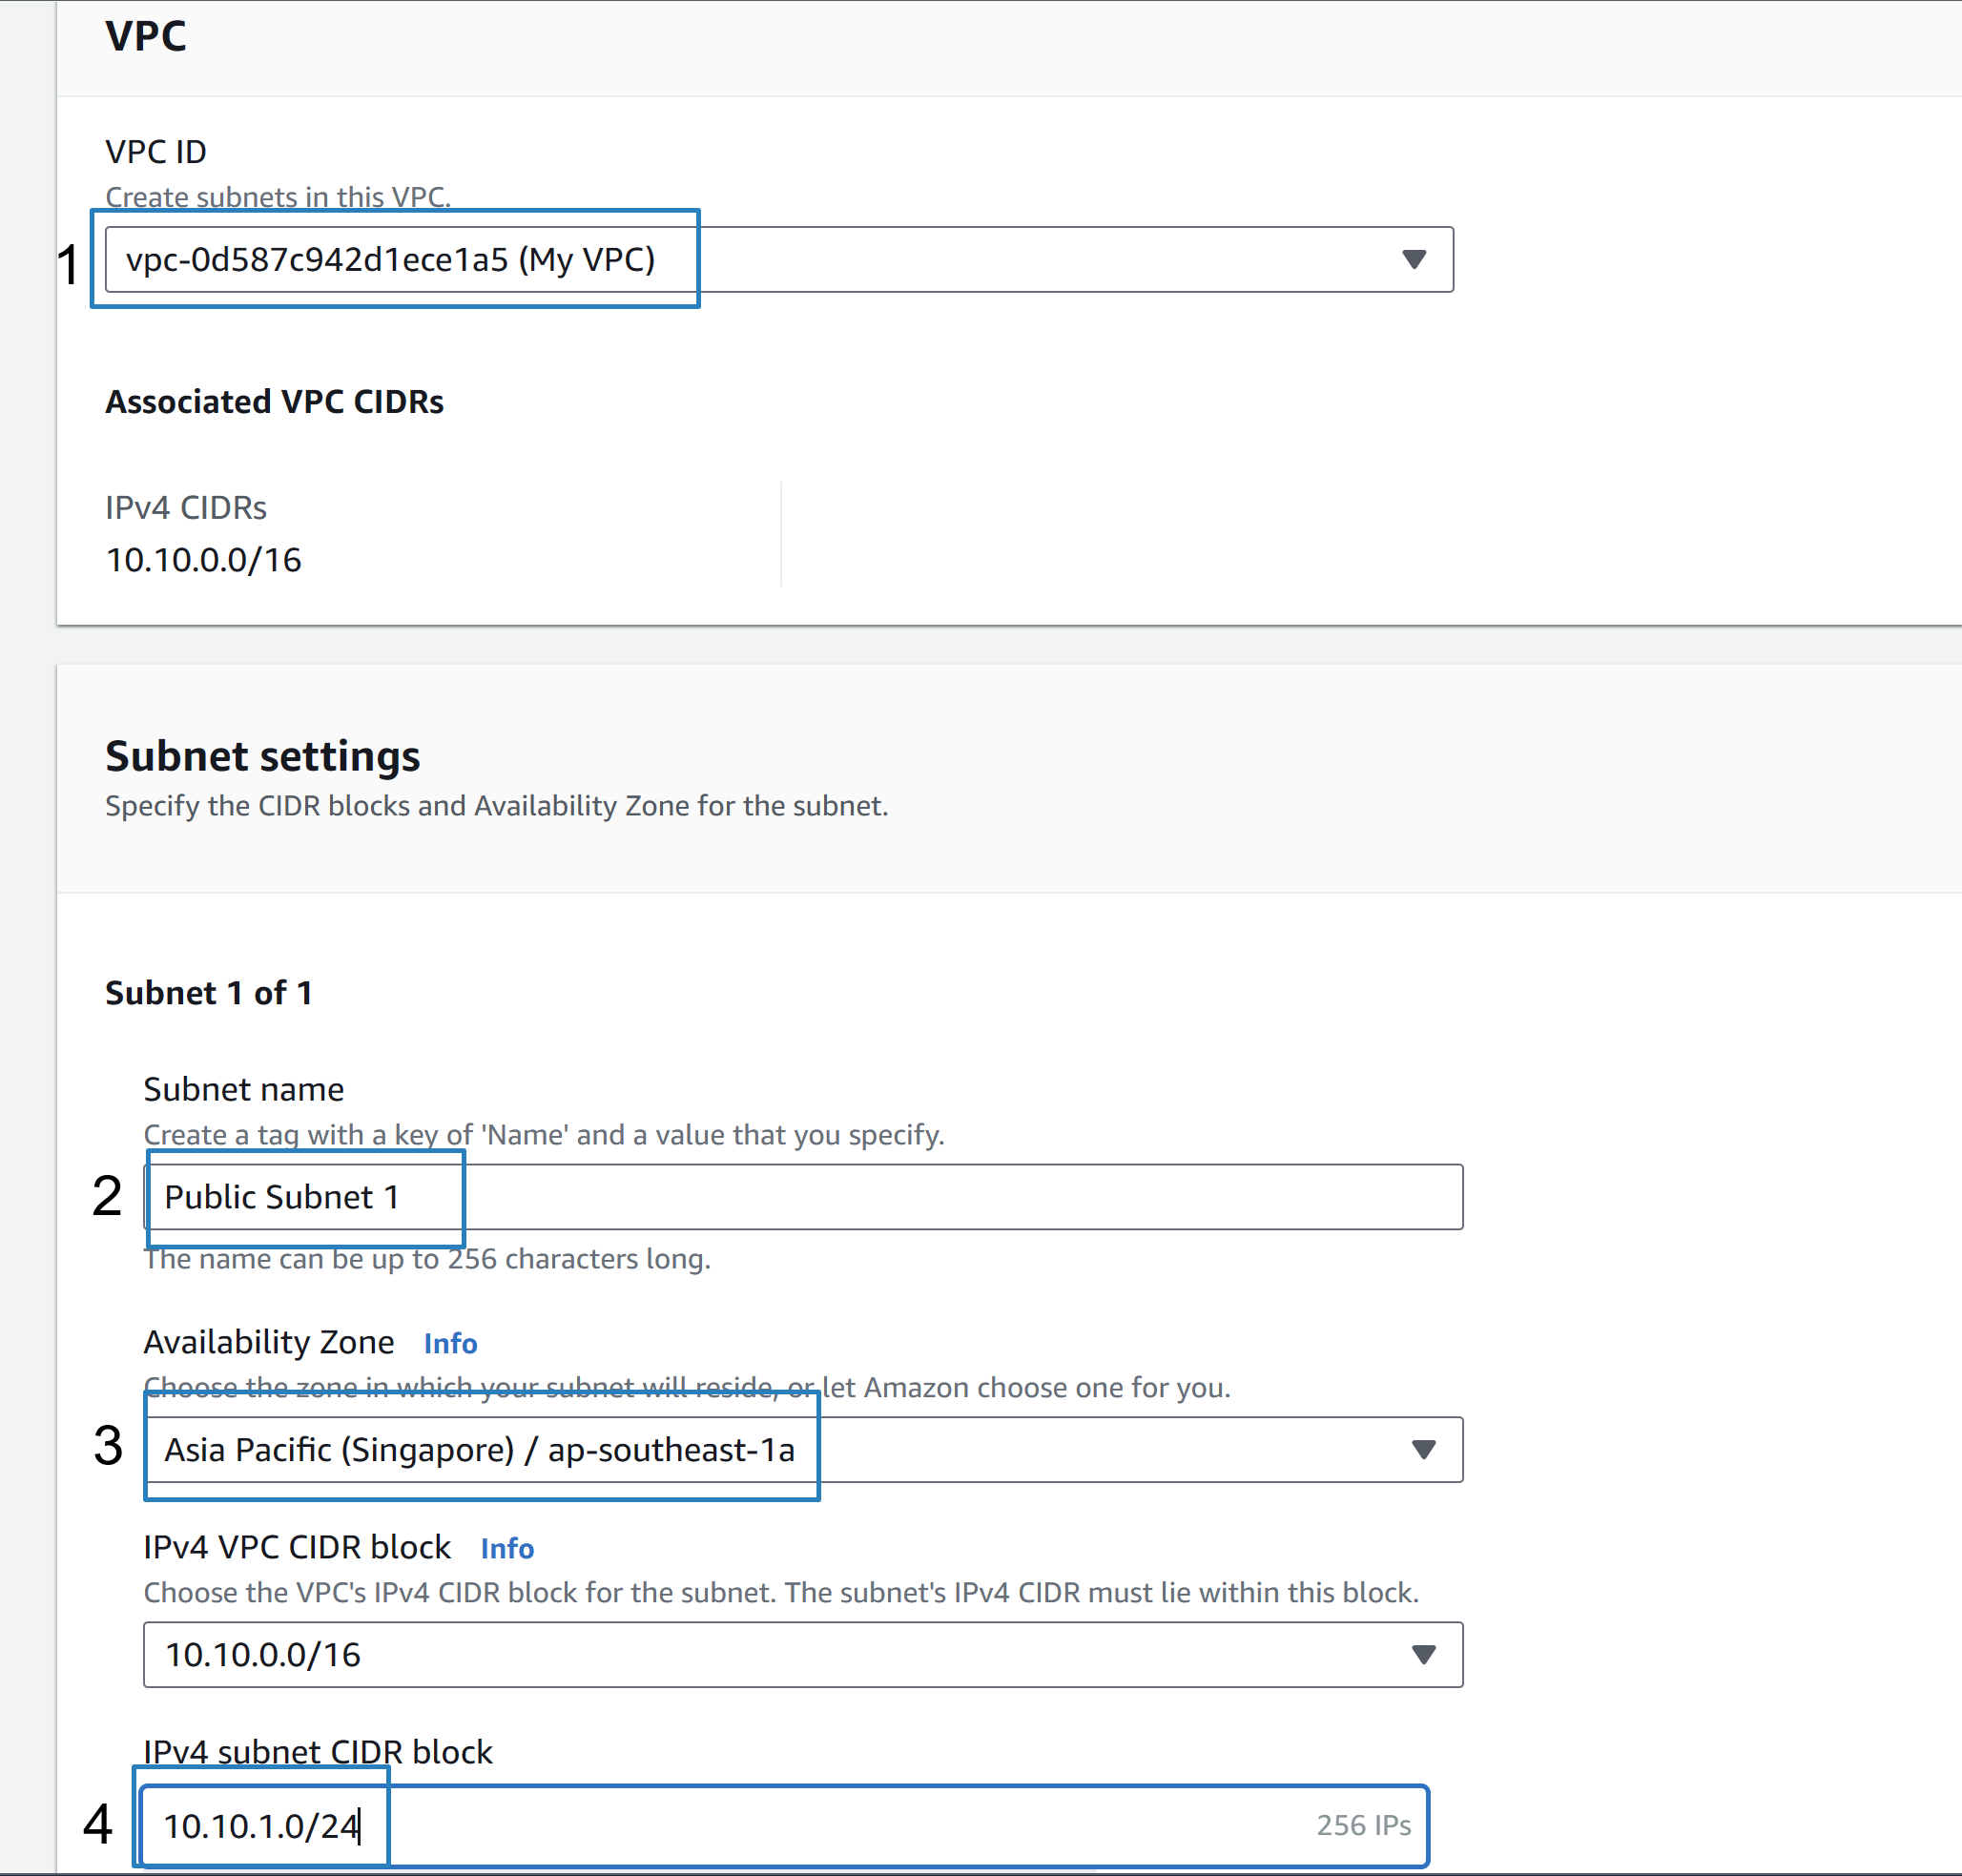 VPC
VPC ID
Create subnets in this VPC.
1
vpc-0d587c942d1ece1a5 (My VPC)
Associated VPC CIDRs
IPv4 CIDRs
10.10.0.0/16
Subnet settings
Specify the CIDR blocks and Availability Zone for the subnet.
Subnet 1 of 1
Subnet name
Create a tag with a key of 'Name' and a value that you specify.
2
Public Subnet 1
The name can be up to 256 characters long.
Availability Zone Info
Choose the zone in which your subnet will reside, or let Amazon choose one for you.
3
Asia Pacific (Singapore) / ap-southeast-1a
IPv4 VPC CIDR block Info
Choose the VPC's IPv4 CIDR block for the subnet. The subnet's IPv4 CIDR must lie within this block.
10.10.0.0/16
IPv4 subnet CIDR block
4
10.10.1.0/24 256 IPs